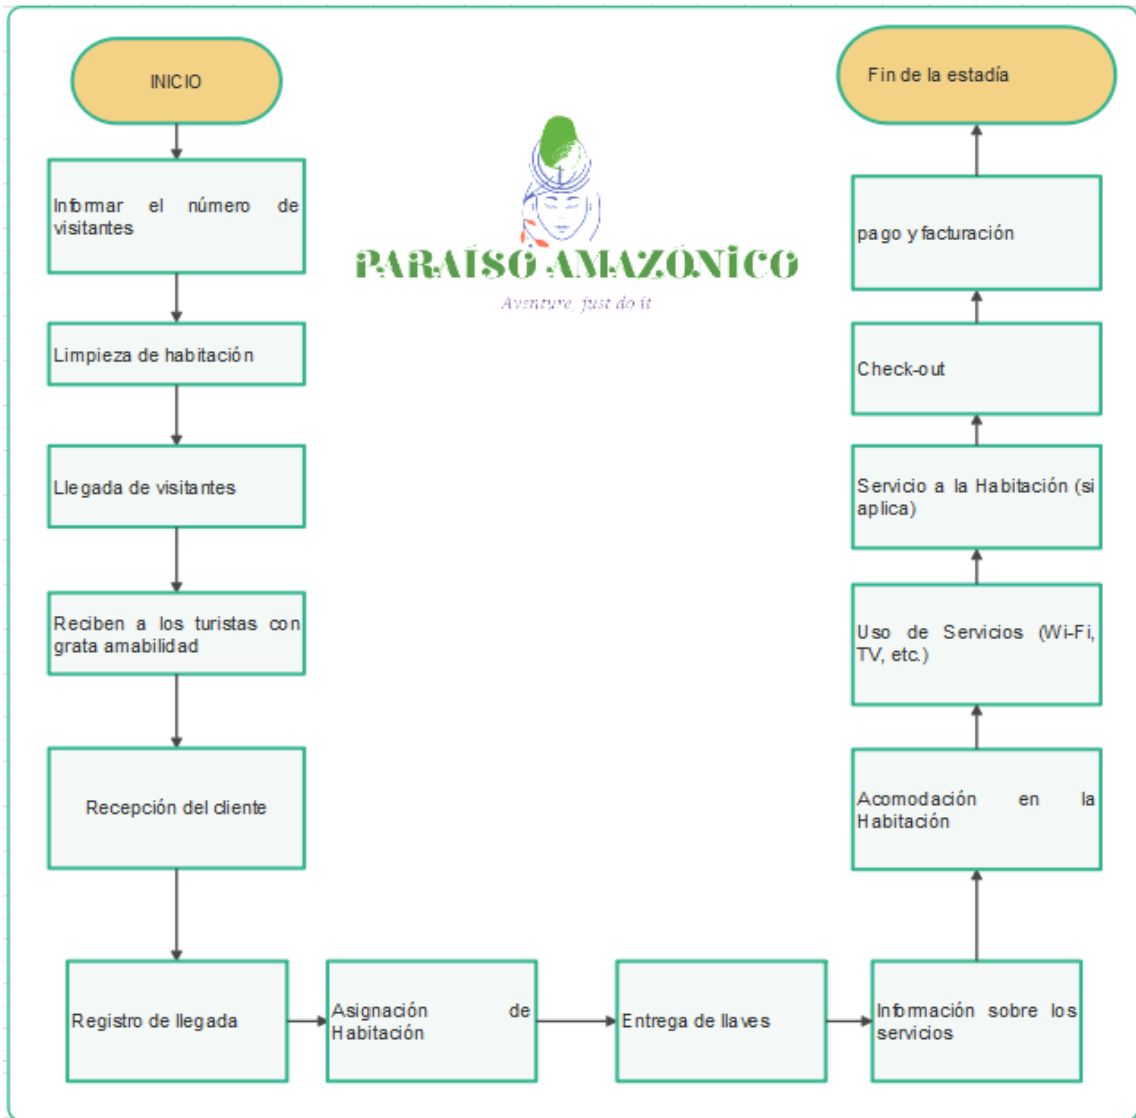 INICIO
Informar el número de
visitantes
Limpieza de habitación
Llegada de visitantes
Reciben a los turistas con
grata amabilidad
Recepción del cliente
Registro de llegada
Asignación de
Habitación
Entrega de llaves
Información sobre los
servicios
Acomodación en la
Habitación
Uso de Servicios (Wi-Fi,
TV, etc.)
Servicio a la Habitación (si
aplica)
Check-out
pago y facturación
Fin de la estadía
PARAÍSO AMAZÓNICO
Aventure, just do it